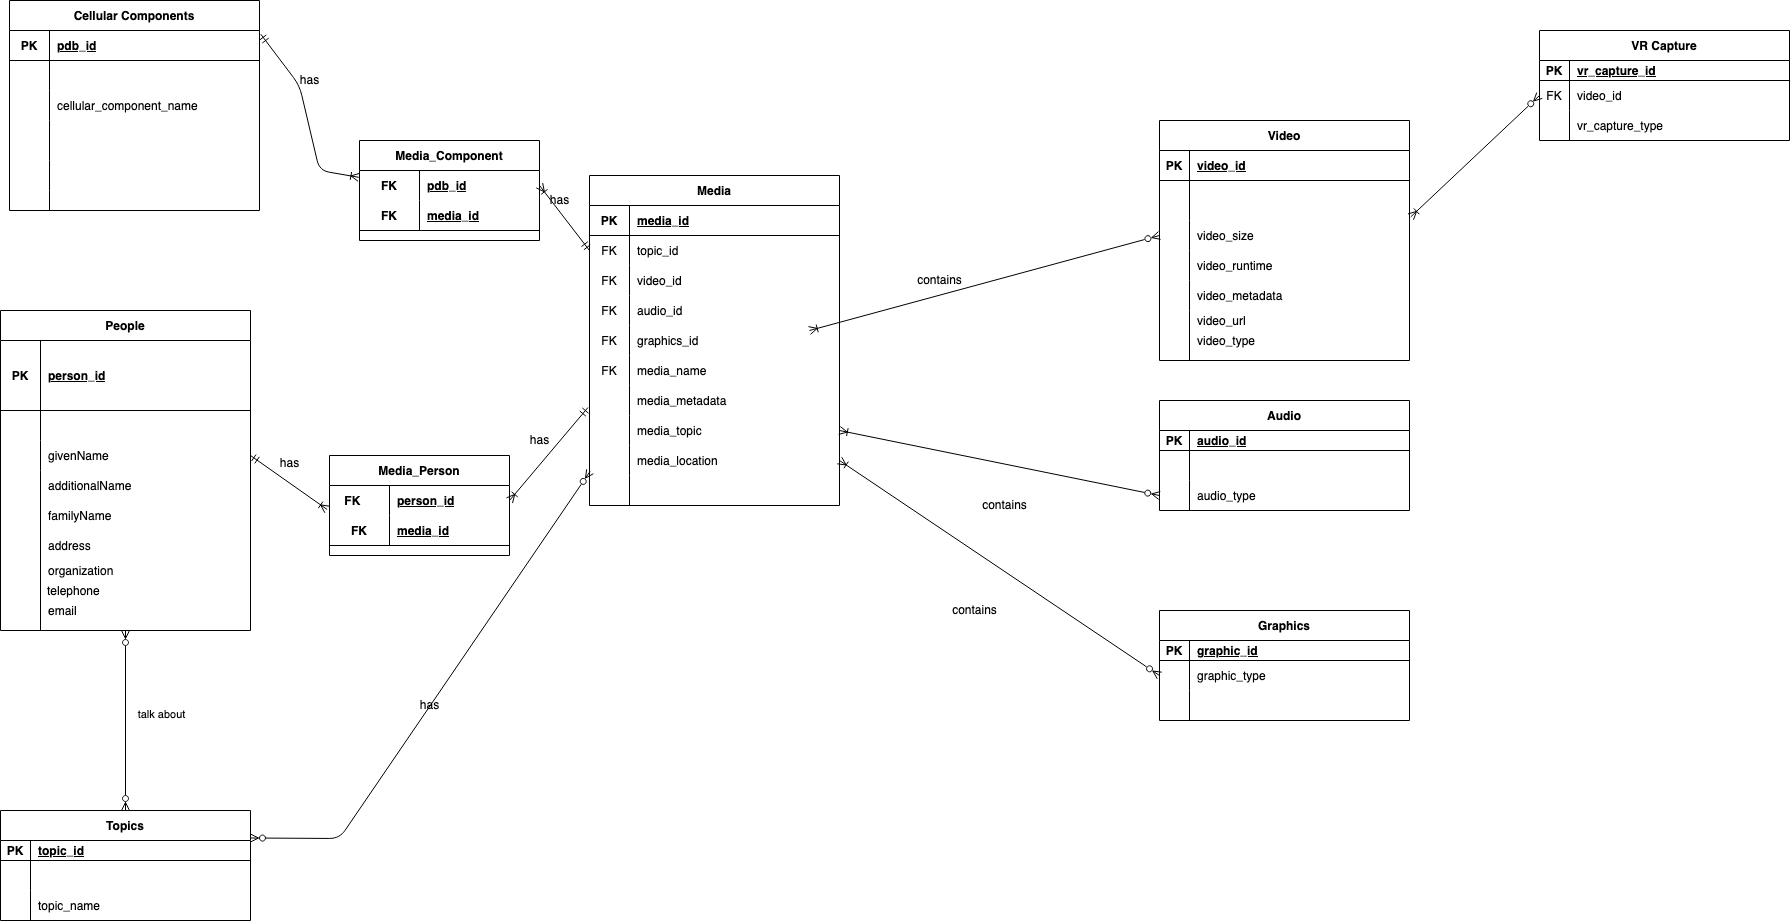 Cellular Components
PK pdb_id
cellular_component_name
has
Media_Component
FK pdb_id
FK media_id
has
Media
PK media_id
FK topic_id
FK video_id
FK audio_id
FK graphics_id
FK media_name
media_metadata
media_topic
media_location
contains
Video
PK video_id
video_size
video_runtime
video_metadata
video_url
video_type
VR Capture
PK vr_capture_id
FK video_id
vr_capture_type
People
PK person_id
givenName
additionalName
familyName
address
organization
telephone
email
has
Media_Person
FK person_id
FK media_id
has
Audio
PK audio_id
audio_type
contains
contains
Graphics
PK graphic_id
graphic_type
talk about
has
Topics
PK topic_id
topic_name